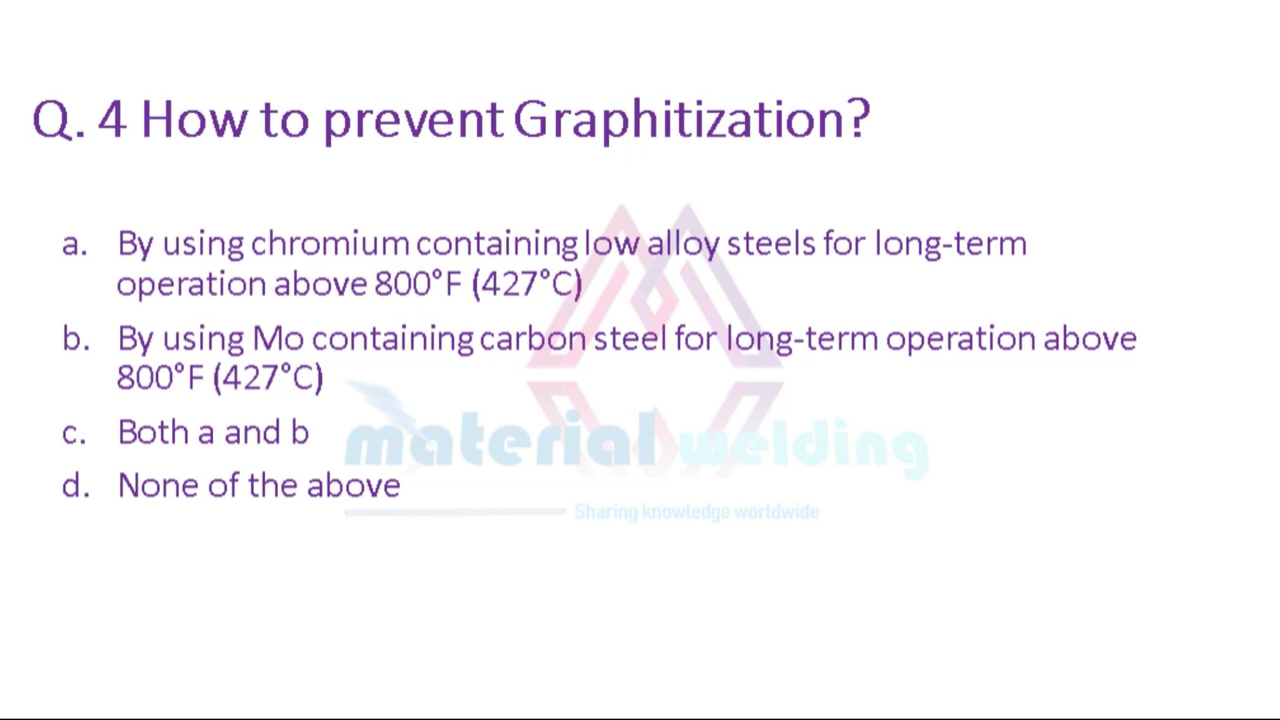 Q. 4 How to prevent Graphitization?
a. By using chromium containing low alloy steels for long-term
operation above 800°F (427°C)
b. By using Mo containing carbon steel for long-term operation above
800°F (427°C)
c. Both a and b
material welding
d. None of the above
Sharing knowledge worldwide